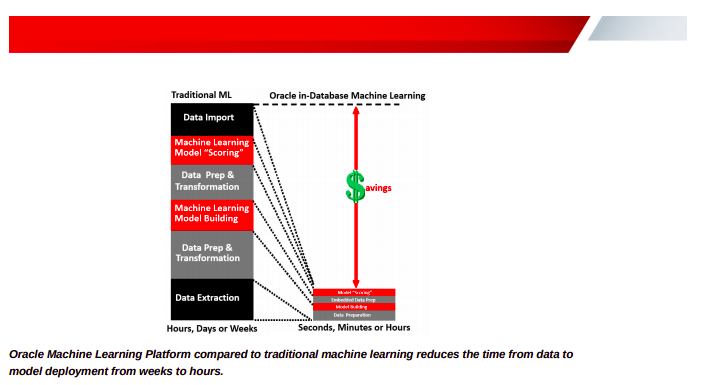 Traditional ML
Oracle in-Database Machine Learning
Data Import
Machine Learning
Model “Scoring”
Data Prep &
Transformation
Machine Learning
Model Building
Data Prep &
Transformation
Data Extraction
$avings
Model “Scoring”
Embedded Data Prep
Model Building
Data Preparation
Hours, Days or Weeks
Seconds, Minutes or Hours
Oracle Machine Learning Platform compared to traditional machine learning reduces the time from data to
model deployment from weeks to hours.